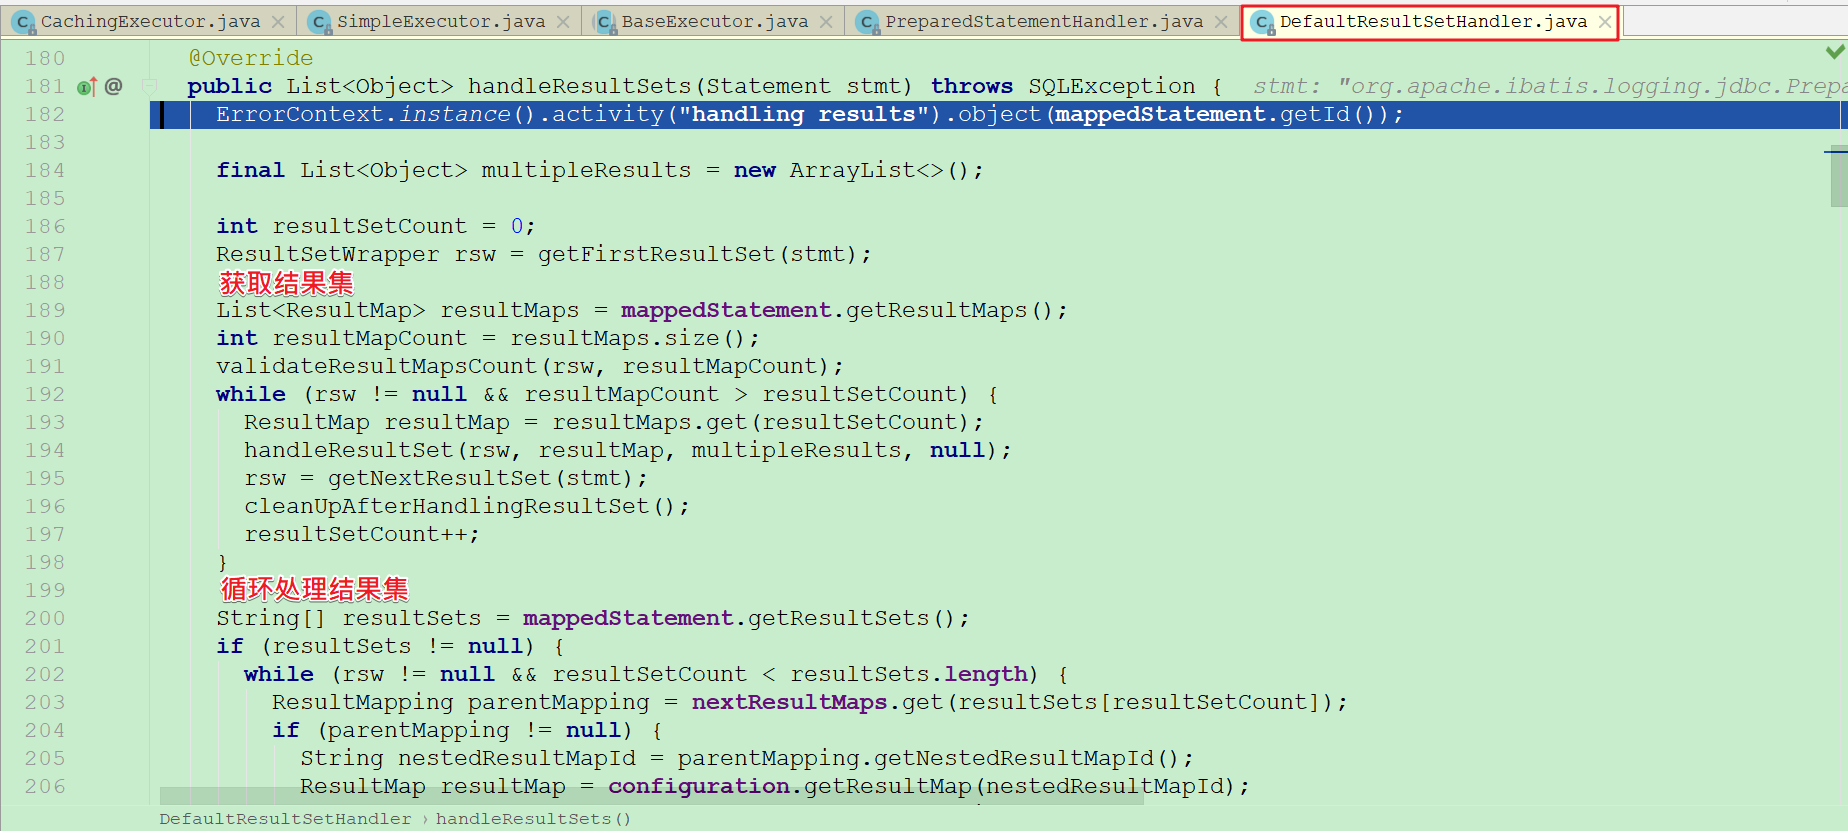 CachingExecutor.java SimpleExecutor.java BaseExecutor.java PreparedStatementHandler.java DefaultResultSetHandler.java
180 @Override
181 public List<Object> handleResultSets(Statement stmt) throws SQLException { stmt: "org.apache.ibatis.logging.jdbc.Prepa
182 ErrorContext.instance().activity("handling results").object(mappedStatement.getId());
183
184 final List<Object> multipleResults = new ArrayList<>();
185
186 int resultSetCount = 0;
187 ResultSetWrapper rsw = getFirstResultSet(stmt);
188 获取结果集
189 List<ResultMap> resultMaps = mappedStatement.getResultMaps();
190 int resultMapCount = resultMaps.size();
191 validateResultMapsCount(rsw, resultMapCount);
192 while (rsw != null && resultMapCount > resultSetCount) {
193 ResultMap resultMap = resultMaps.get(resultSetCount);
194 handleResultSet(rsw, resultMap, multipleResults, null);
195 rsw = getNextResultSet(stmt);
196 cleanUpAfterHandlingResultSet();
197 resultSetCount++;
198 }
199 循环处理结果集
200 String[] resultSets = mappedStatement.getResultSets();
201 if (resultSets != null) {
202 while (rsw != null && resultSetCount < resultSets.length) {
203 ResultMapping parentMapping = nextResultMaps.get(resultSets[resultSetCount]);
204 if (parentMapping != null) {
205 String nestedResultMapId = parentMapping.getNestedResultMapId();
206 ResultMap resultMap = configuration.getResultMap(nestedResultMapId);
DefaultResultSetHandler › handleResultSets()